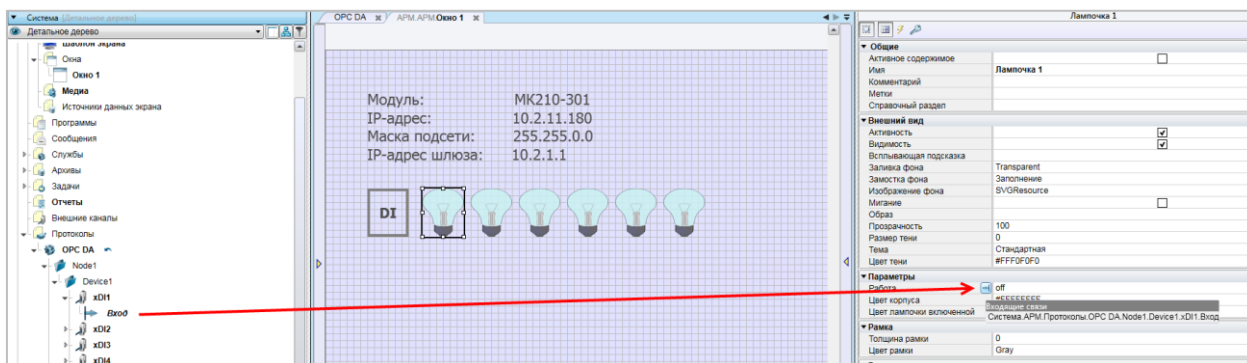 Система [Детальное дерево]
Детальное дерево
Шаблон экрана
Окна
Окно 1
Медиа
Источники данных экрана
Программы
Сообщения
Службы
Архивы
Задачи
Отчеты
Внешние каналы
Протоколы
OPC DA
Node1
Device1
xDI1
Вход
xDI2
xDI3
xDI4
OPC DA
АРМ.АРМ.Окно 1
Модуль: МК210-301
IP-адрес: 10.2.11.180
Маска подсети: 255.255.0.0
IP-адрес шлюза: 10.2.1.1
DI
Лампочка 1
Общие
Активное содержимое
Имя Лампочка 1
Комментарий
Метки
Справочный раздел
Внешний вид
Активность
Видимость
Всплывающая подсказка
Заливка фона Transparent
Замостка фона Заполнение
Изображение фона SVGResource
Мигание
Образ
Прозрачность 100
Размер тени 0
Тема Стандартная
Цвет тени #FFF0F0F0
Параметры
Работа off
Цвет корпуса
Входящие связи
Цвет лампочки включенной Система.АРМ.Протоколы.OPC DA.Node1.Device1.xDI1.Вход
Рамка
Толщина рамки 0
Цвет рамки Gray